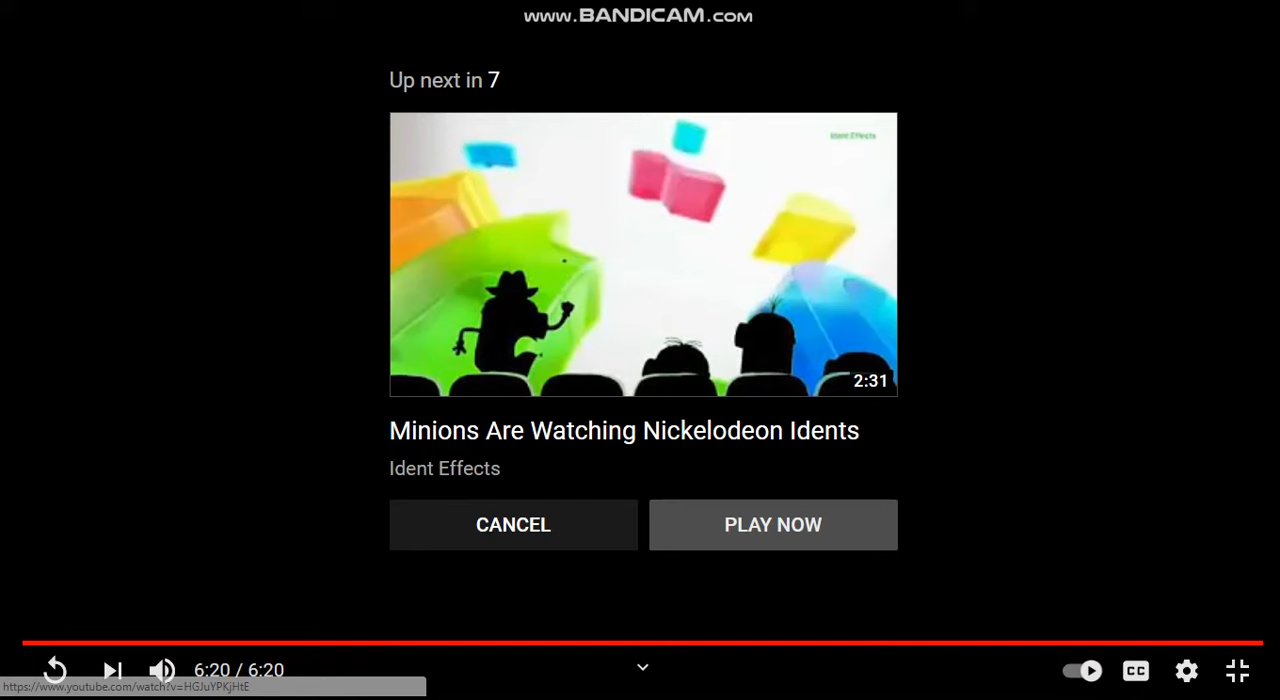 www.BANDICAM.com
Up next in 7
Ident Effects
2:31
Minions Are Watching Nickelodeon Idents
Ident Effects
CANCEL
PLAY NOW
6:20 / 6:20
CC
https://www.youtube.com/watch?v=HGJuYPKjHtE